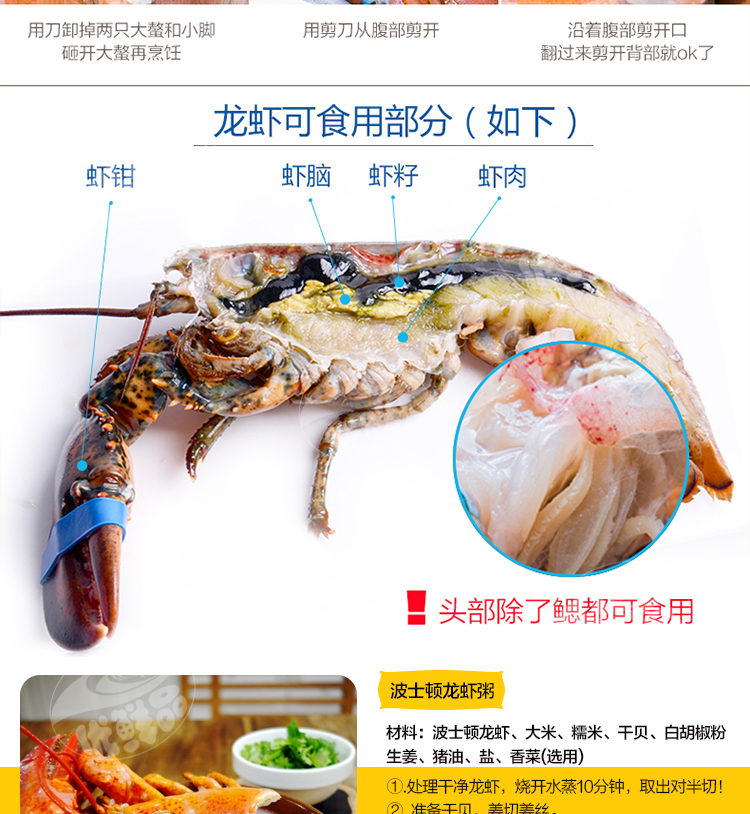 用刀卸掉两只大螯和小脚
砸开大螯再烹饪
用剪刀从腹部剪开
沿着腹部剪开口
翻过来剪开背部就ok了
龙虾可食用部分（如下）
虾钳
虾脑
虾籽
虾肉
头部除了鳃都可食用
优鲜品
波士顿龙虾粥
材料：波士顿龙虾、大米、糯米、干贝、白胡椒粉
生姜、猪油、盐、香菜(选用)
①.处理干净龙虾，烧开水蒸10分钟，取出对半切！
②.准备干贝，姜切姜丝。